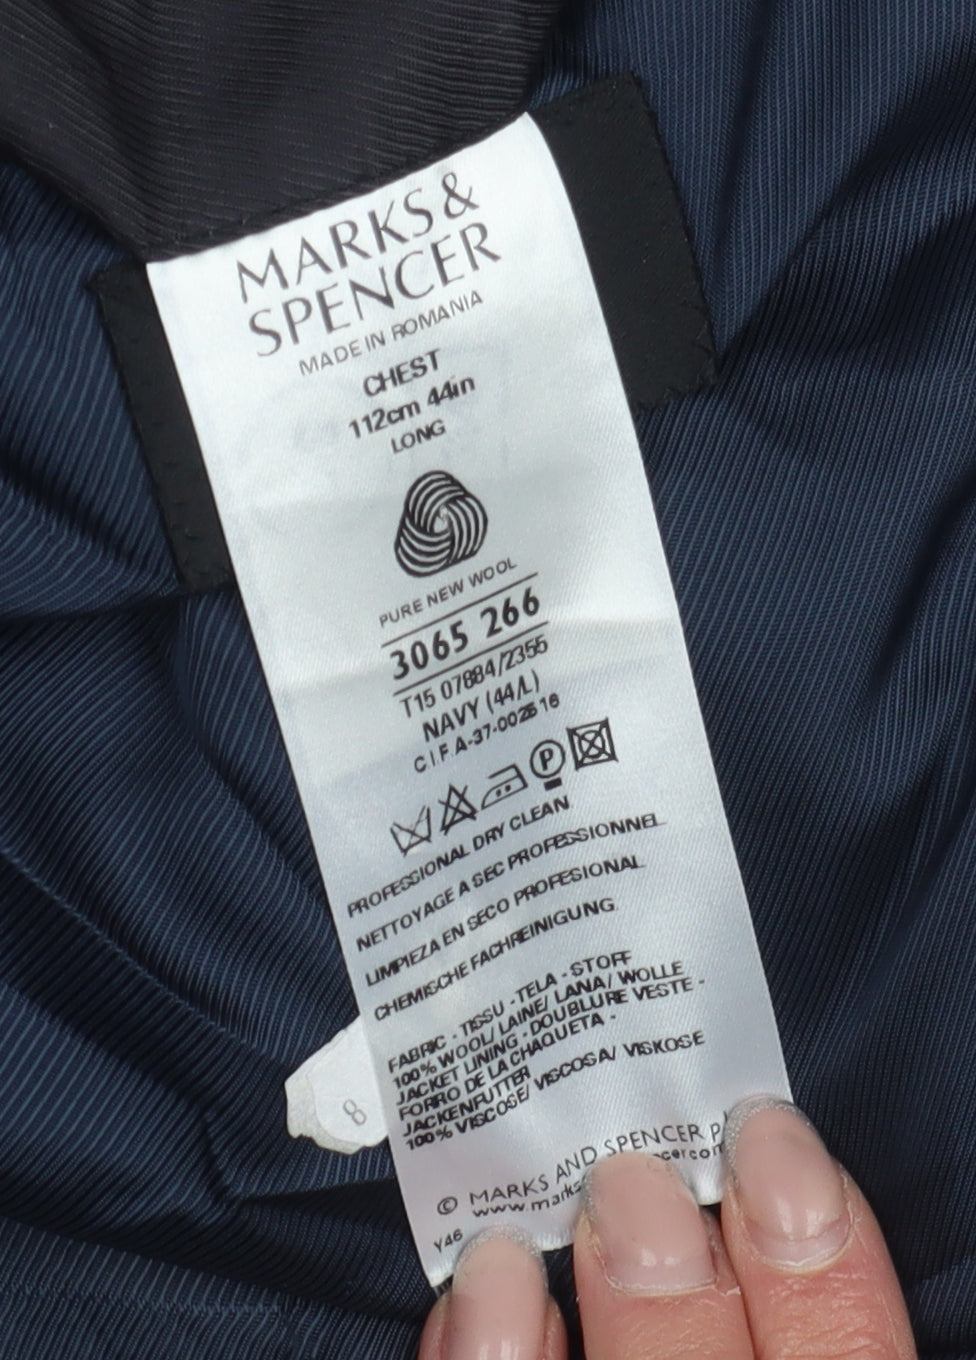 MARKS &
SPENCER
MADE IN ROMANIA
CHEST
112cm 44in
LONG
PURE NEW WOOL
3065 266
T15 07884/2355
NAVY (44/L)
C I F A-37-002616
P
PROFESSIONAL DRY CLEAN
NETTOYAGE A SEC PROFESSIONNEL
LIMPIEZA EN SECO PROFESIONAL
CHEMISCHE FACHREINIGUNG
FABRIC - TISSU - TELA - STOFF
100% WOOL/ LAINE/ LANA/ WOLLE
JACKET LINING - DOUBLURE VESTE -
FORRO DE LA CHAQUETA -
JACKENFUTTER
100% VISCOSE/ VISCOSA/ VISKOSE
© MARKS AND SPENCER
Y46
8